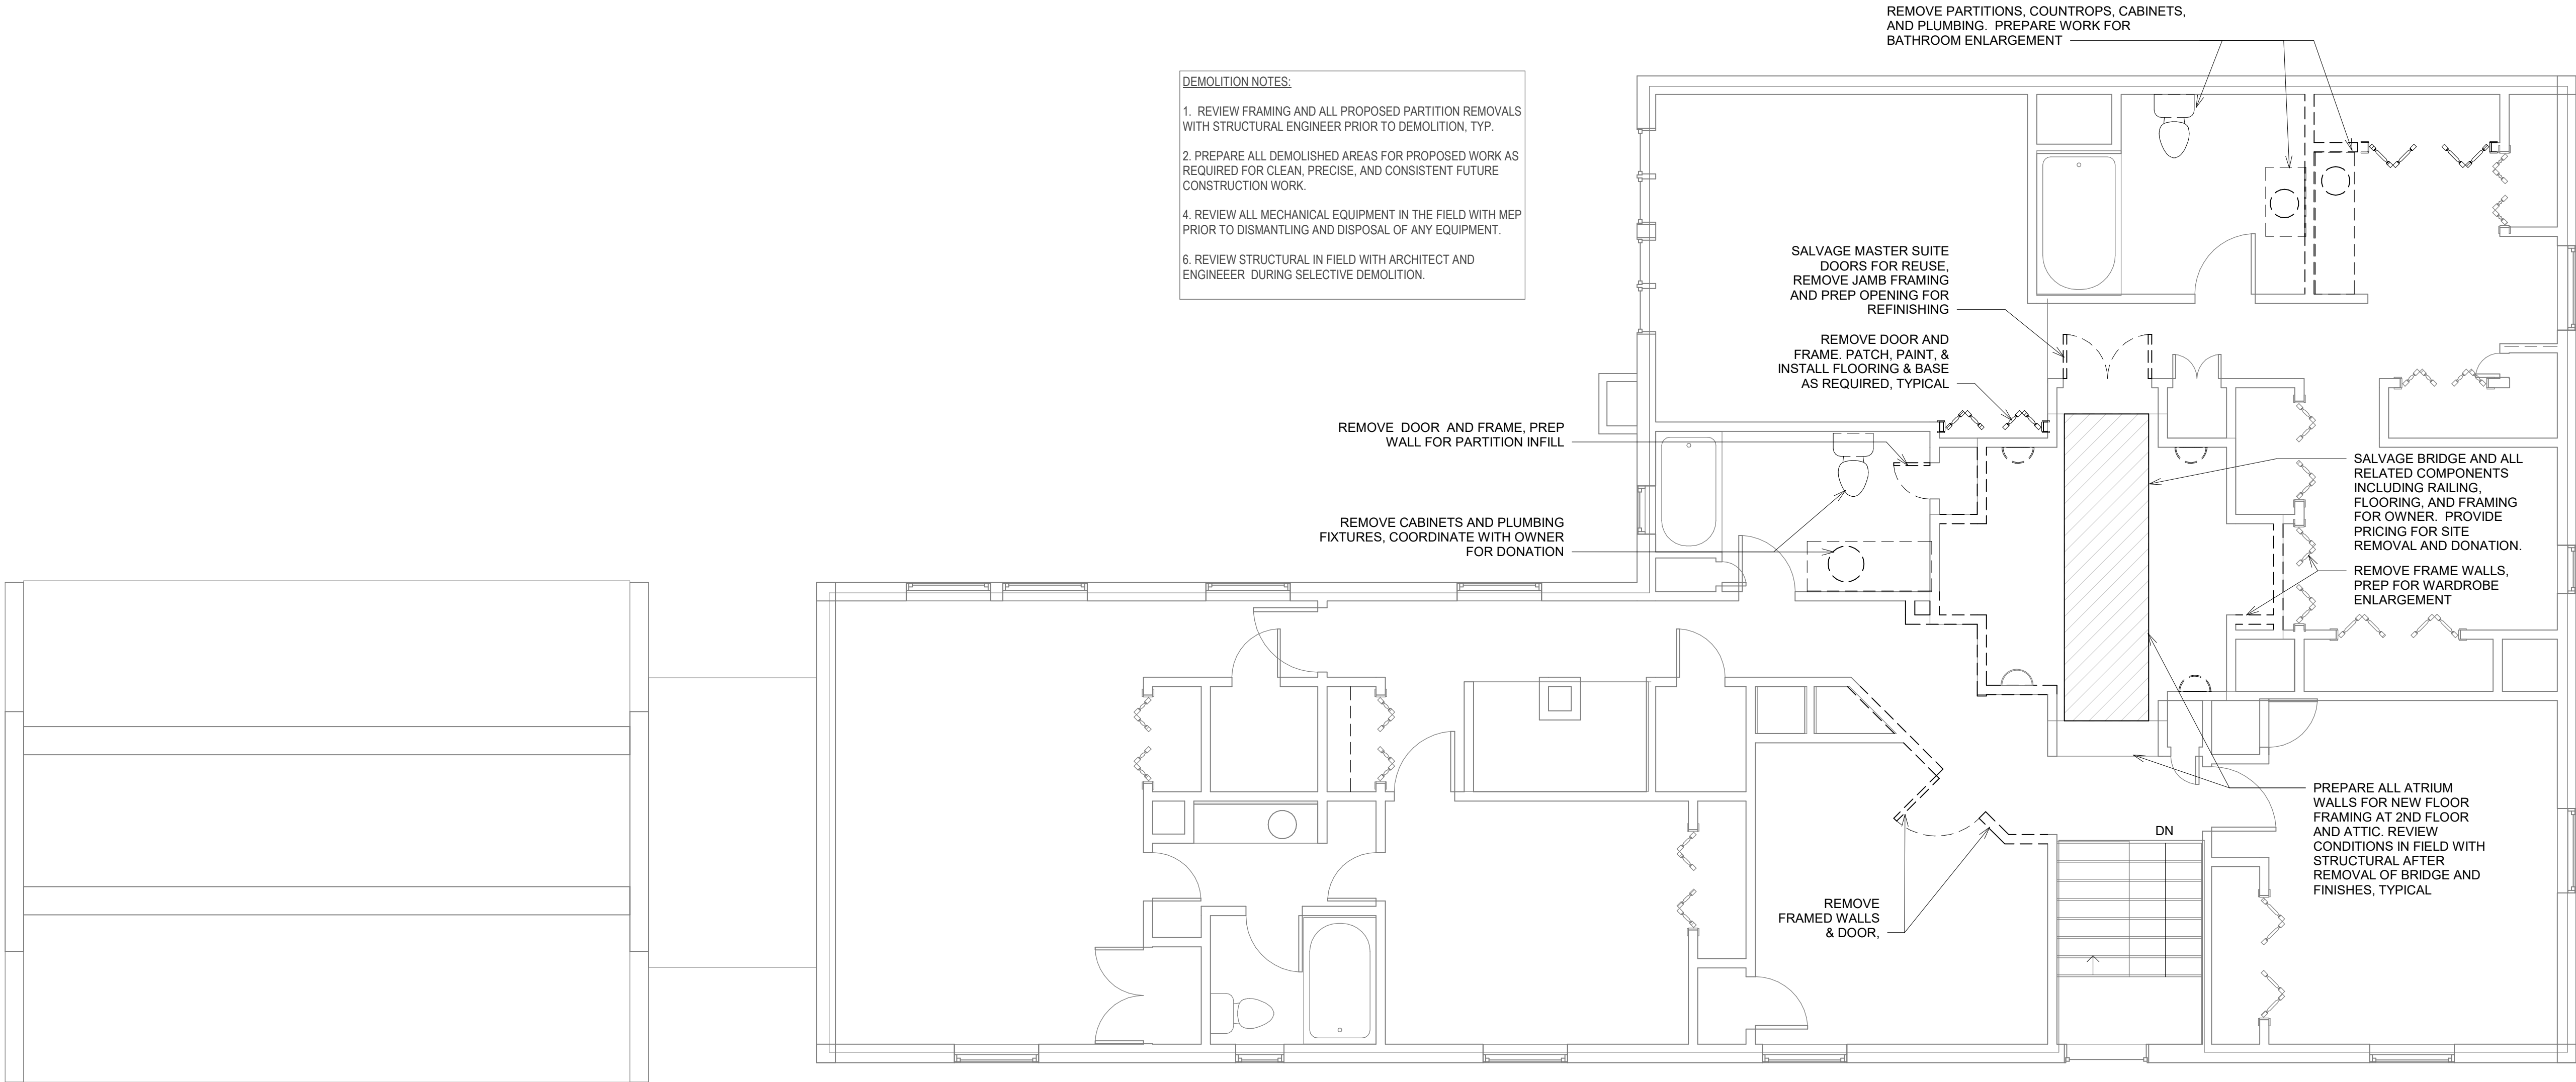 REMOVE PARTITIONS, COUNTROPS, CABINETS,
AND PLUMBING. PREPARE WORK FOR
BATHROOM ENLARGEMENT
DEMOLITION NOTES:
1. REVIEW FRAMING AND ALL PROPOSED PARTITION REMOVALS
WITH STRUCTURAL ENGINEER PRIOR TO DEMOLITION, TYP.
2. PREPARE ALL DEMOLISHED AREAS FOR PROPOSED WORK AS
REQUIRED FOR CLEAN, PRECISE, AND CONSISTENT FUTURE
CONSTRUCTION WORK.
4. REVIEW ALL MECHANICAL EQUIPMENT IN THE FIELD WITH MEP
PRIOR TO DISMANTLING AND DISPOSAL OF ANY EQUIPMENT.
6. REVIEW STRUCTURAL IN FIELD WITH ARCHITECT AND
ENGINEEER DURING SELECTIVE DEMOLITION.
SALVAGE MASTER SUITE
DOORS FOR REUSE,
REMOVE JAMB FRAMING
AND PREP OPENING FOR
REFINISHING
REMOVE DOOR AND
FRAME. PATCH, PAINT, &
INSTALL FLOORING & BASE
AS REQUIRED, TYPICAL
REMOVE DOOR AND FRAME, PREP
WALL FOR PARTITION INFILL
REMOVE CABINETS AND PLUMBING
FIXTURES, COORDINATE WITH OWNER
FOR DONATION
SALVAGE BRIDGE AND ALL
RELATED COMPONENTS
INCLUDING RAILING,
FLOORING, AND FRAMING
FOR OWNER. PROVIDE
PRICING FOR SITE
REMOVAL AND DONATION.
REMOVE FRAME WALLS,
PREP FOR WARDROBE
ENLARGEMENT
PREPARE ALL ATRIUM
WALLS FOR NEW FLOOR
FRAMING AT 2ND FLOOR
AND ATTIC. REVIEW
CONDITIONS IN FIELD WITH
STRUCTURAL AFTER
REMOVAL OF BRIDGE AND
FINISHES, TYPICAL
DN
REMOVE
FRAMED WALLS
& DOOR,